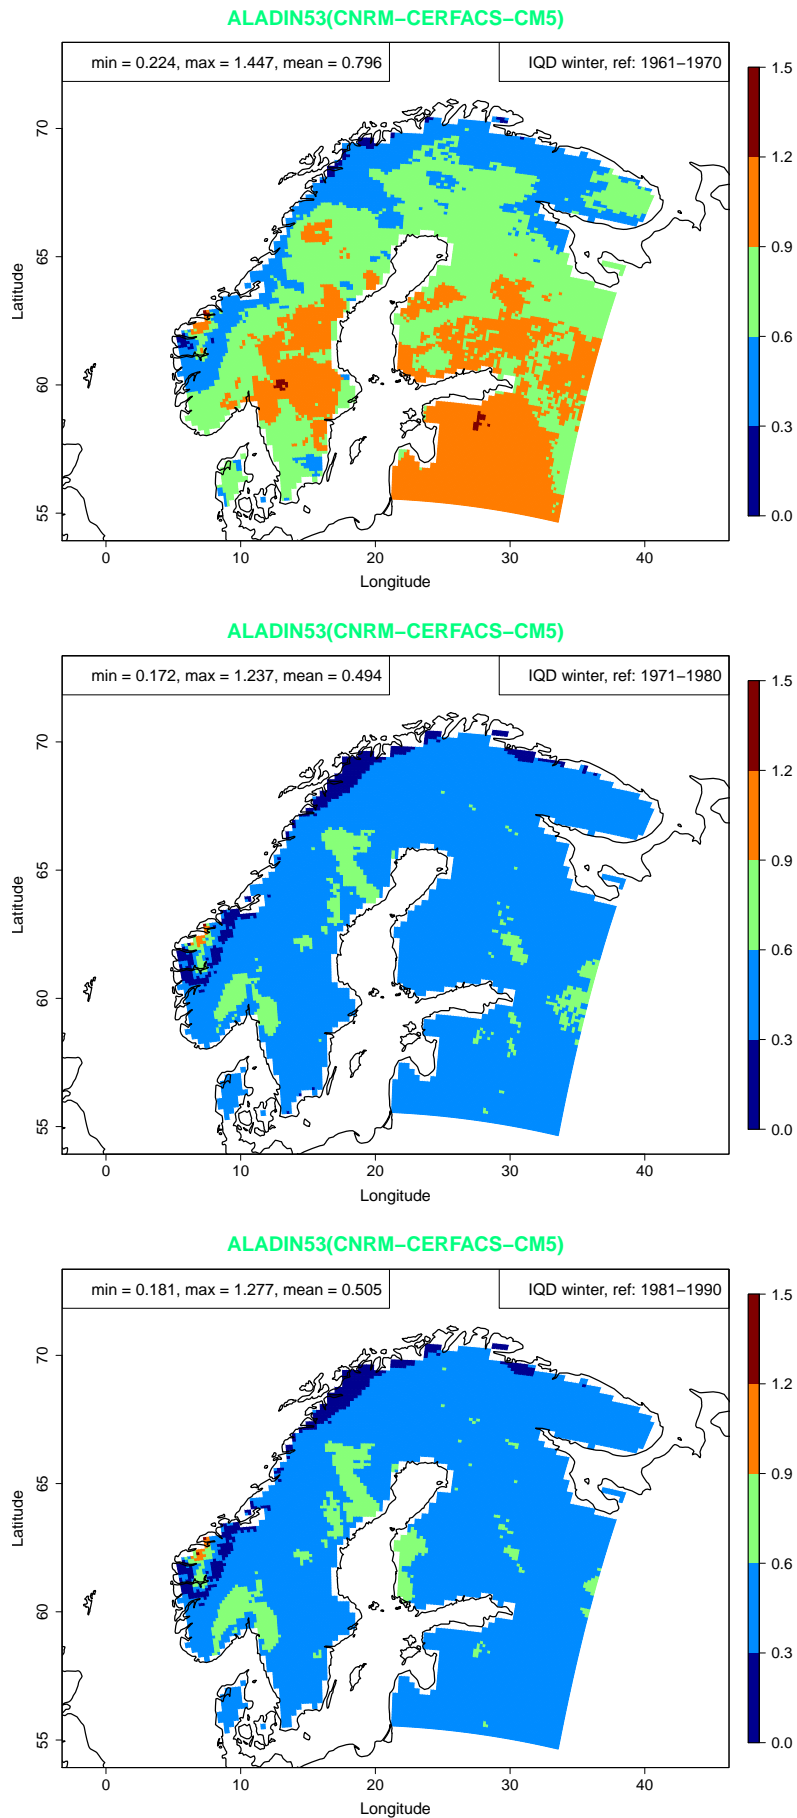 ALADIN53(CNRM−CERFACS−CM5)
min = 0.224, max = 1.447, mean = 0.796
IQD winter, ref: 1961−1970
1.5
1.2
0.9
0.6
0.3
0.0
70
65
60
55
Latitude
0 10 20 30 40
Longitude
ALADIN53(CNRM−CERFACS−CM5)
min = 0.172, max = 1.237, mean = 0.494
IQD winter, ref: 1971−1980
1.5
1.2
0.9
0.6
0.3
0.0
70
65
60
55
Latitude
0 10 20 30 40
Longitude
ALADIN53(CNRM−CERFACS−CM5)
min = 0.181, max = 1.277, mean = 0.505
IQD winter, ref: 1981−1990
1.5
1.2
0.9
0.6
0.3
0.0
70
65
60
55
Latitude
0 10 20 30 40
Longitude